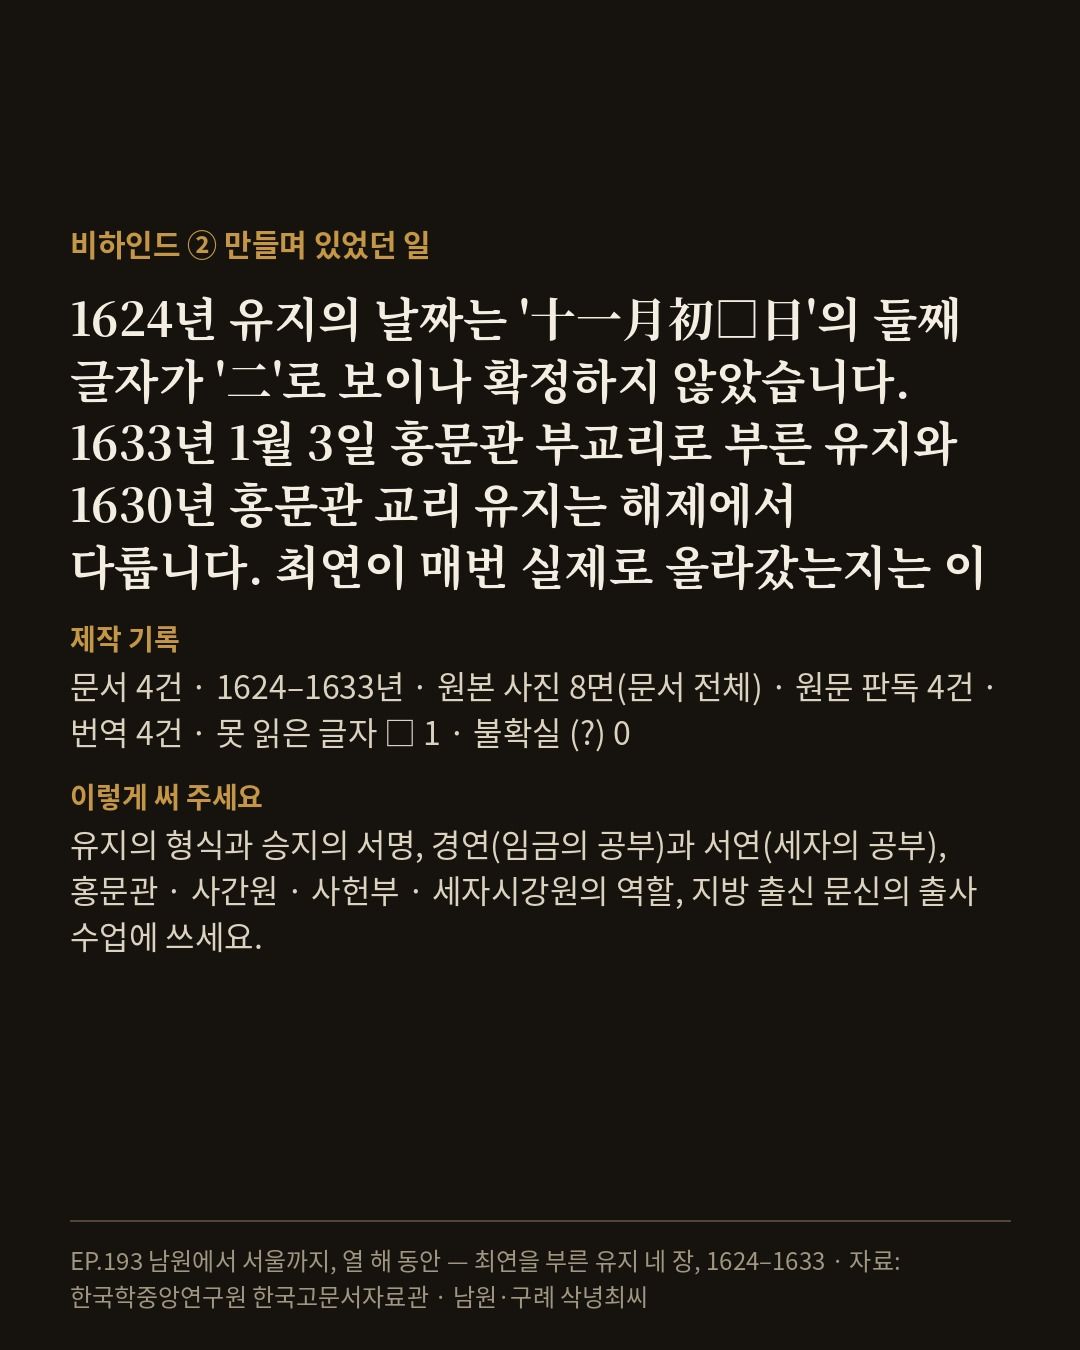 비하인드 ② 만들며 있었던 일
1624년 유지의 날짜는 '十一月初□日'의 둘째
글자가 '二'로 보이나 확정하지 않았습니다.
1633년 1월 3일 홍문관 부교리로 부른 유지와
1630년 홍문관 교리 유지는 해제에서
다룹니다. 최연이 매번 실제로 올라갔는지는 이
제작 기록
문서 4건 · 1624–1633년 · 원본 사진 8면(문서 전체) · 원문 판독 4건 ·
번역 4건 · 못 읽은 글자 □ 1 · 불확실 (?) 0
이렇게 써 주세요
유지의 형식과 승지의 서명, 경연(임금의 공부)과 서연(세자의 공부),
홍문관 · 사간원 · 사헌부 · 세자시강원의 역할, 지방 출신 문신의 출사
수업에 쓰세요.
EP.193 남원에서 서울까지, 열 해 동안 — 최연을 부른 유지 네 장, 1624–1633 · 자료:
한국학중앙연구원 한국고문서자료관 · 남원·구례 삭녕최씨